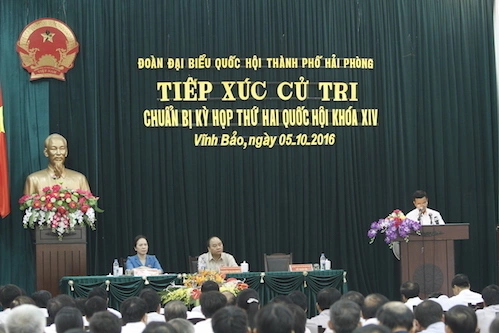 ĐOÀN ĐẠI BIỂU QUỐC HỘI THÀNH PHỐ HẢI PHÒNG
TIẾP XÚC CỬ TRI
CHUẨN BỊ KỲ HỌP THỨ HAI QUỐC HỘI KHÓA XIV
Vĩnh Bảo, ngày 05-10-2016